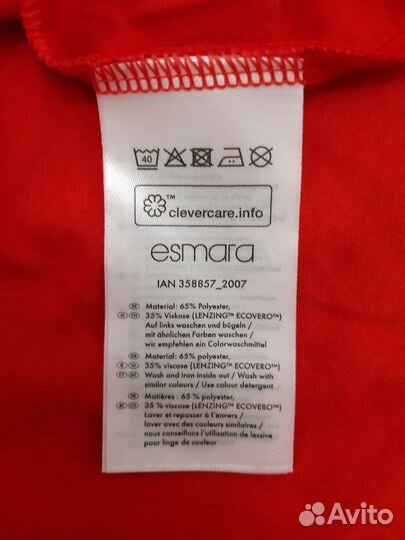 40
™
clevercare.info
esmara
IAN 358857_2007
Material: 65% Polyester,
35% Viskose (LENZING™ ECOVERO™)
Auf links waschen und bügeln /
mit ähnlichen Farben waschen /
wir empfehlen ein Colorwaschmittel
Material: 65% polyester,
35% viscose (LENZING™ ECOVERO™)
Wash and iron inside out / Wash with
similar colours / Use colour detergent.
Matières : 65 % polyester,
35 % viscose (LENZING™ ECOVERO™)
Laver et repasser à l'envers /
laver avec des couleurs similaires /
nous conseillons l'utilisation de lessive
pour linge de couleur
Avito